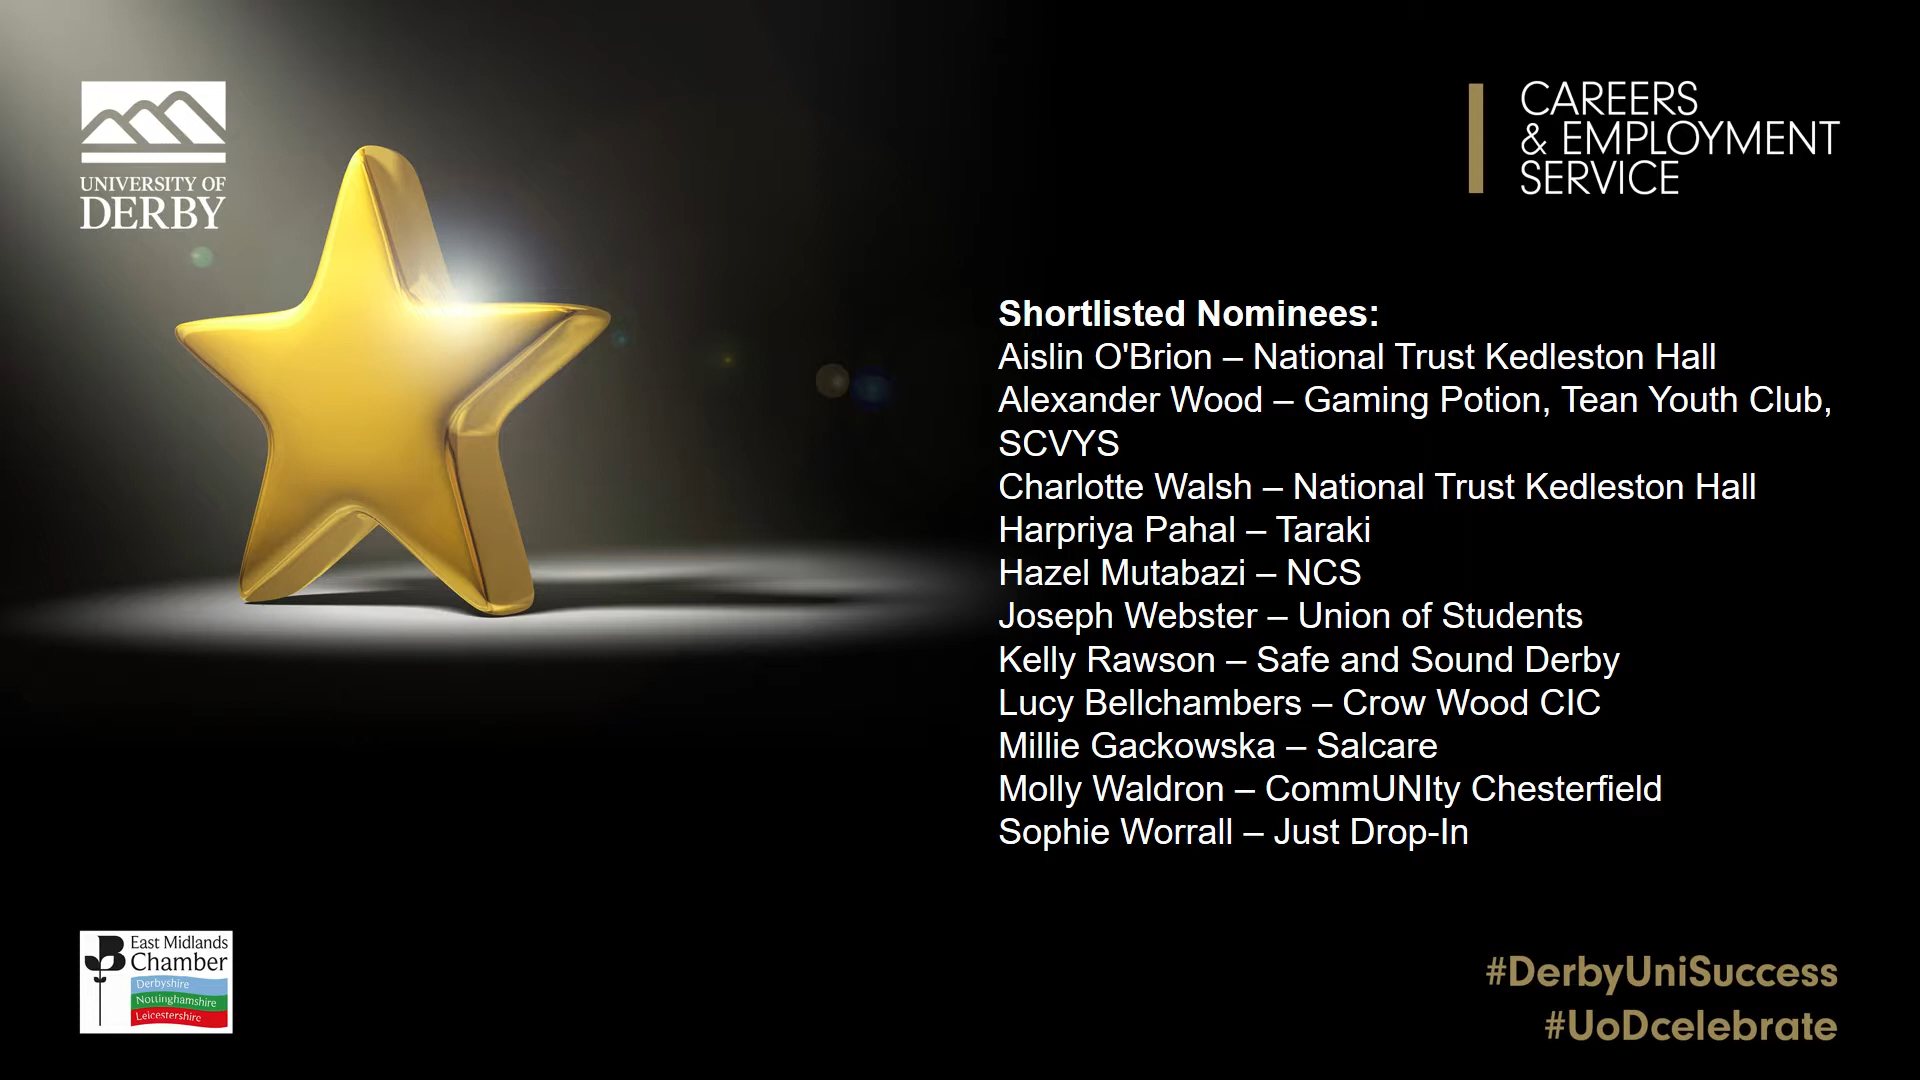 UNIVERSITY OF
DERBY
CAREERS
& EMPLOYMENT
SERVICE
Shortlisted Nominees:
Aislin O'Brion – National Trust Kedleston Hall
Alexander Wood – Gaming Potion, Tean Youth Club,
SCVYS
Charlotte Walsh – National Trust Kedleston Hall
Harpriya Pahal – Taraki
Hazel Mutabazi – NCS
Joseph Webster – Union of Students
Kelly Rawson – Safe and Sound Derby
Lucy Bellchambers – Crow Wood CIC
Millie Gackowska – Salcare
Molly Waldron – CommUNIty Chesterfield
Sophie Worrall – Just Drop-In
East Midlands
Chamber
Derbyshire
Nottinghamshire
Leicestershire
#DerbyUniSuccess
#UoDcelebrate